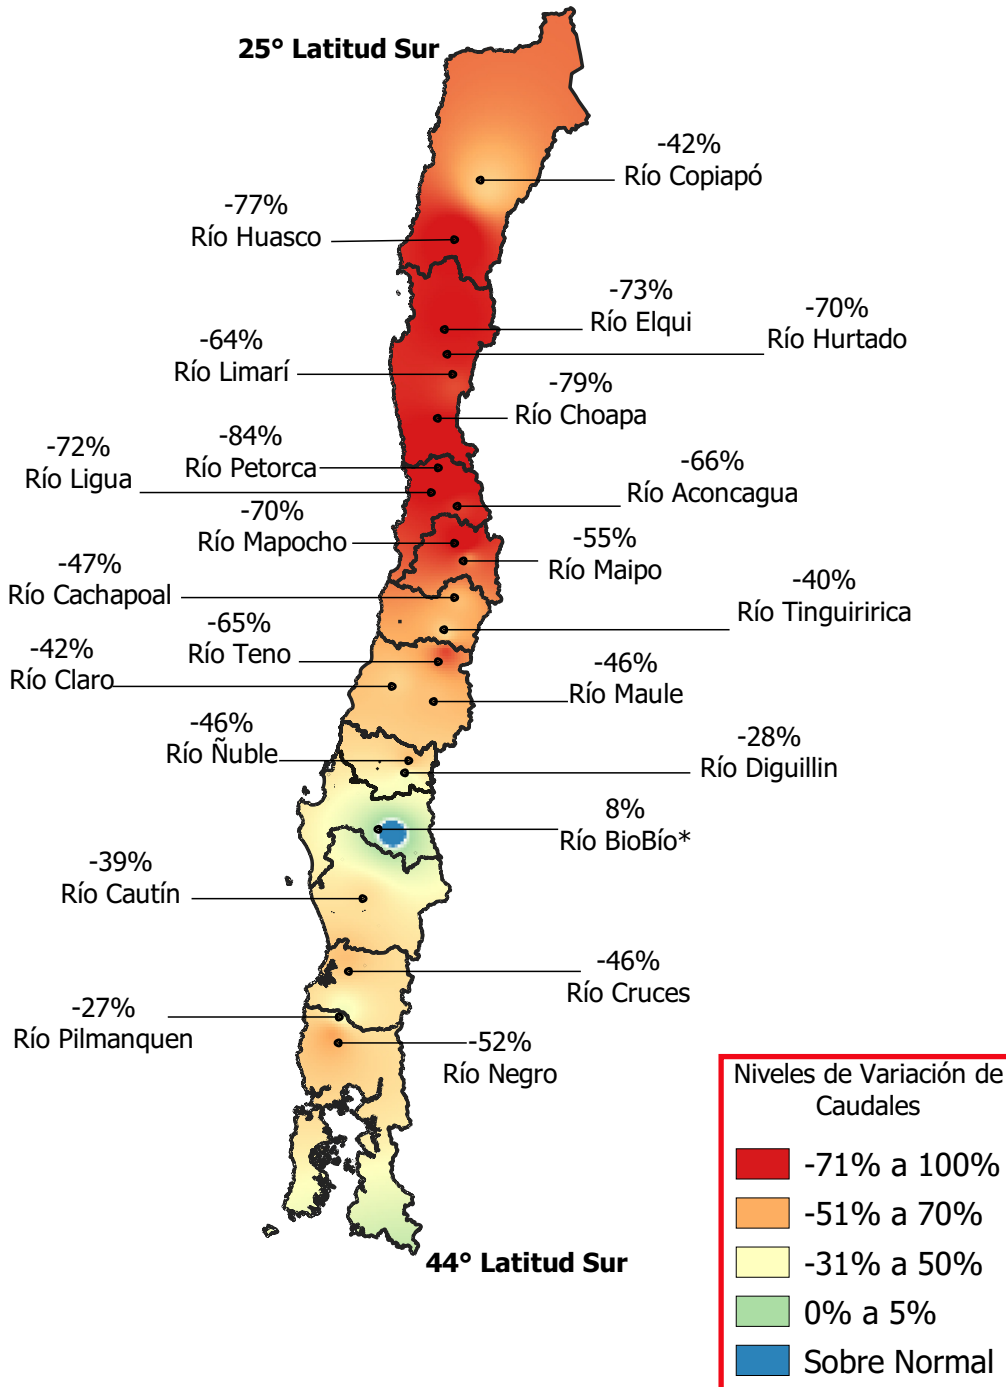 25° Latitud Sur
-42%
Río Copiapó
-77%
Río Huasco
-73%
Río Elqui
-70%
Río Hurtado
-64%
Río Limarí
-79%
Río Choapa
-84%
Río Petorca
-72%
Río Ligua
-66%
Río Aconcagua
-70%
Río Mapocho
-55%
Río Maipo
-47%
Río Cachapoal
-40%
Río Tinguiririca
-65%
Río Teno
-42%
Río Claro
-46%
Río Maule
-46%
Río Ñuble
-28%
Río Diguillin
8%
Río BioBío*
-39%
Río Cautín
-46%
Río Cruces
-27%
Río Pilmanquen
-52%
Río Negro
44° Latitud Sur
Niveles de Variación de
Caudales
-71% a 100%
-51% a 70%
-31% a 50%
0% a 5%
Sobre Normal